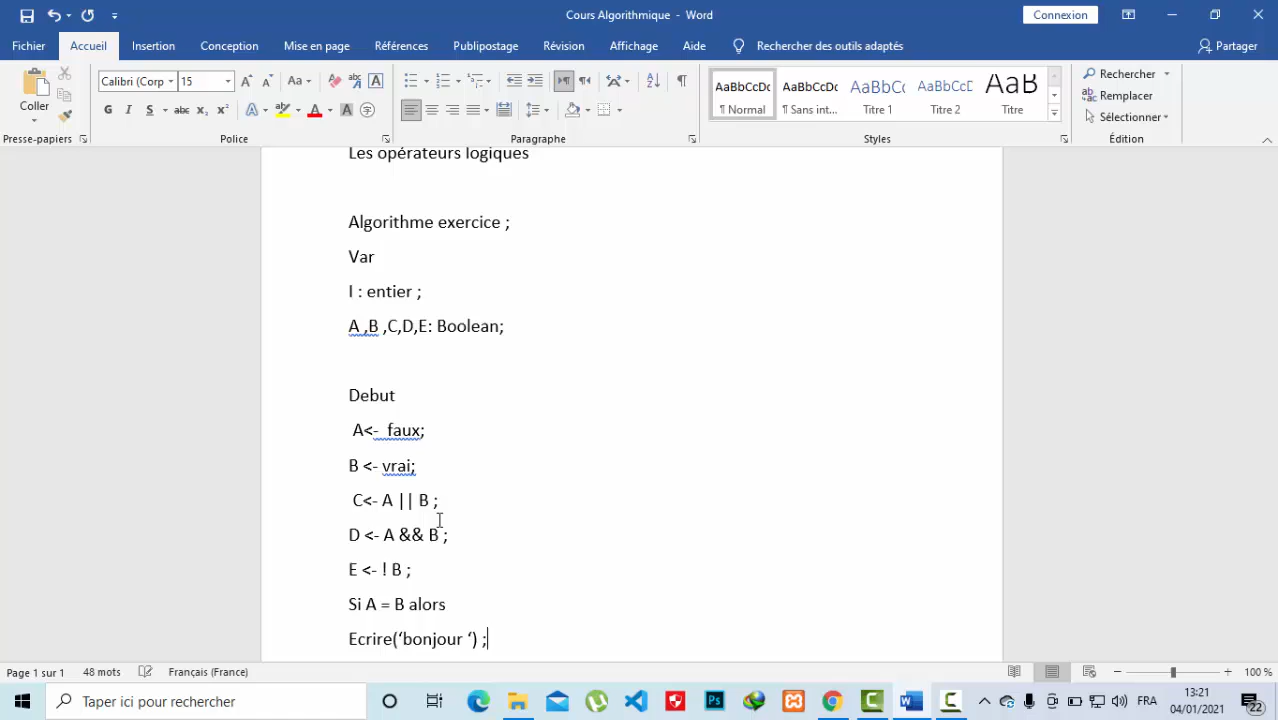 Cours Algorithmique - Word
Connexion
Fichier Accueil Insertion Conception Mise en page Références Publipostage Révision Affichage Aide Rechercher des outils adaptés Partager
Coller
Calibri (Corp 15
AaBbCcDc AaBbCcDc AaBbCc AaBbCcD AaB
¶ Normal ¶ Sans int... Titre 1 Titre 2 Titre
Rechercher
Remplacer
Sélectionner
Presse-papiers Police Paragraphe Styles Édition
Les opérateurs logiques
Algorithme exercice ;
Var
I : entier ;
A ,B ,C,D,E: Boolean;
Debut
A<- faux;
B <- vrai;
C<- A || B ;
D <- A && B ;
E <- ! B ;
Si A = B alors
Ecrire(‘bonjour ‘) ;
Page 1 sur 1 48 mots Français (France) 100 %
Taper ici pour rechercher
FRA
13:21
04/01/2021
22